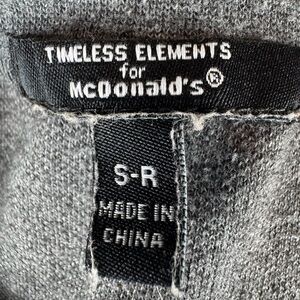 TIMELESS ELEMENTS
for
McDonald's®
S-R
MADE IN
CHINA